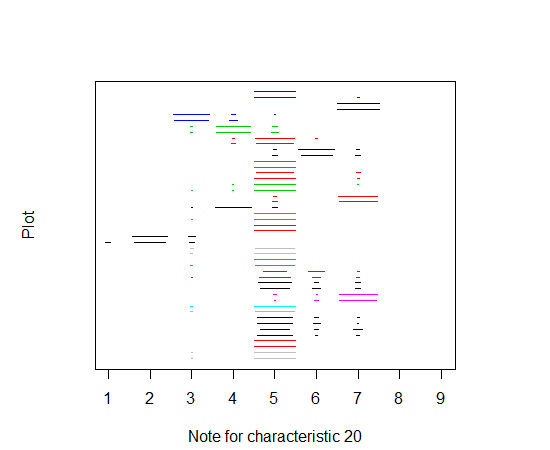 Plot
1 2 3 4 5 6 7 8 9
Note for characteristic 20